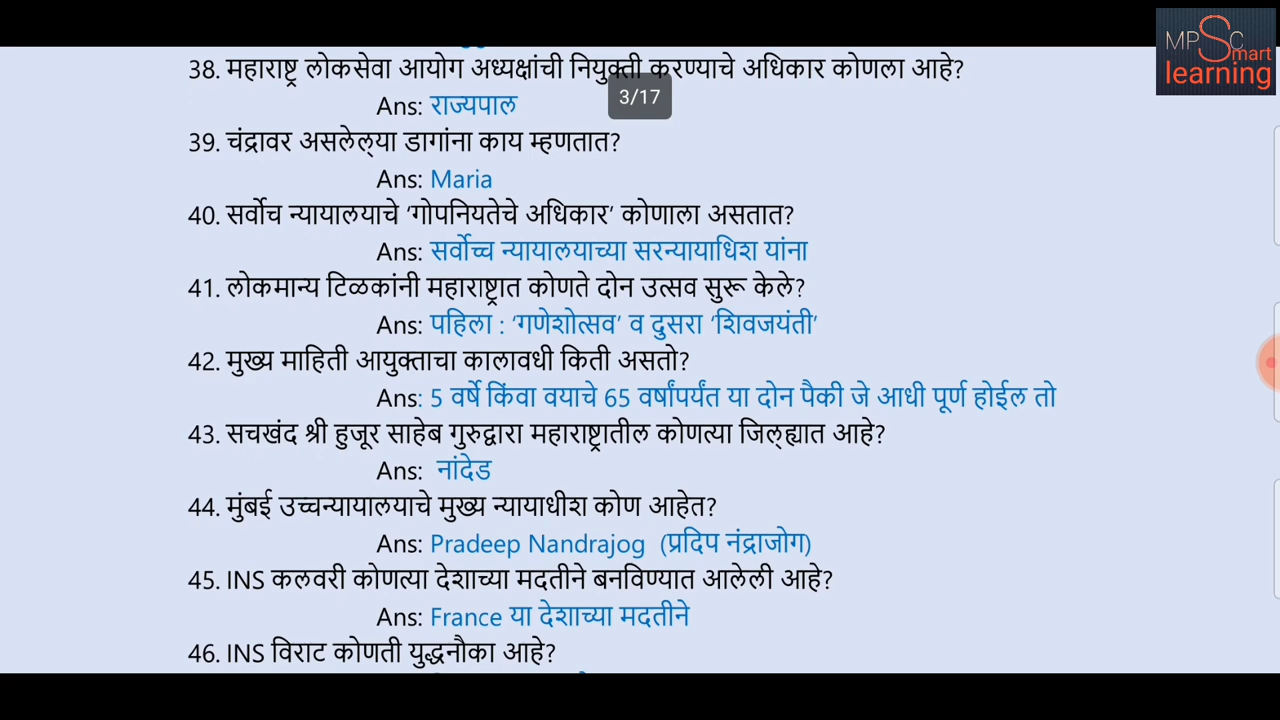 MPSC
Smart
learning
38. महाराष्ट्र लोकसेवा आयोग अध्यक्षांची नियुक्ती करण्याचे अधिकार कोणला आहे?
Ans: राज्यपाल
3/17
39. चंद्रावर असलेल्‍या डागांना काय म्हणतात?
Ans: Maria
40. सर्वोच न्यायालयाचे ‘गोपनियतेचे अधिकार’ कोणाला असतात?
Ans: सर्वोच्च न्यायालयाच्या सरन्यायाधिश यांना
41. लोकमान्य टिळकांनी महाराष्ट्रात कोणते दोन उत्सव सुरू केले?
Ans: पहिला : ‘गणेशोत्सव’ व दुसरा ‘शिवजयंती’
42. मुख्य माहिती आयुक्ताचा कालावधी किती असतो?
Ans: 5 वर्षे किंवा वयाचे 65 वर्षांपर्यंत या दोन पैकी जे आधी पूर्ण होईल तो
43. सचखंद श्री हुजूर साहेब गुरुद्वारा महाराष्ट्रातील कोणत्या जिल्‍ह्यात आहे?
Ans: नांदेड
44. मुंबई उच्चन्यायालयाचे मुख्य न्यायाधीश कोण आहेत?
Ans: Pradeep Nandrajog (प्रदिप नंद्राजोग)
45. INS कलवरी कोणत्या देशाच्या मदतीने बनविण्यात आलेली आहे?
Ans: France या देशाच्या मदतीने
46. INS विराट कोणती युद्धनौका आहे?